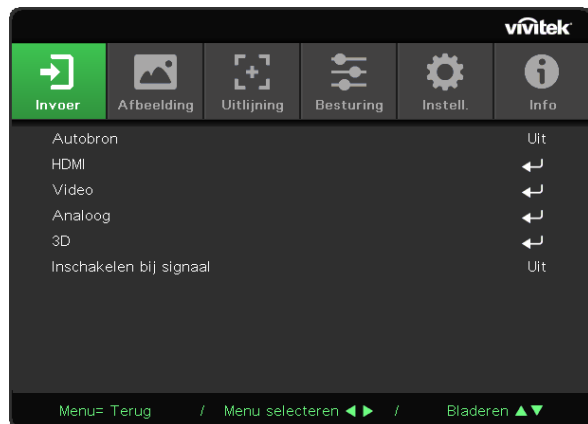 vivitek
Invoer Afbeelding Uitlijning Besturing Instell. Info
Autobron Uit
HDMI
Video
Analoog
3D
Inschakelen bij signaal Uit
Menu= Terug / Menu selecteren ◀ ▶ / Bladeren ▲▼